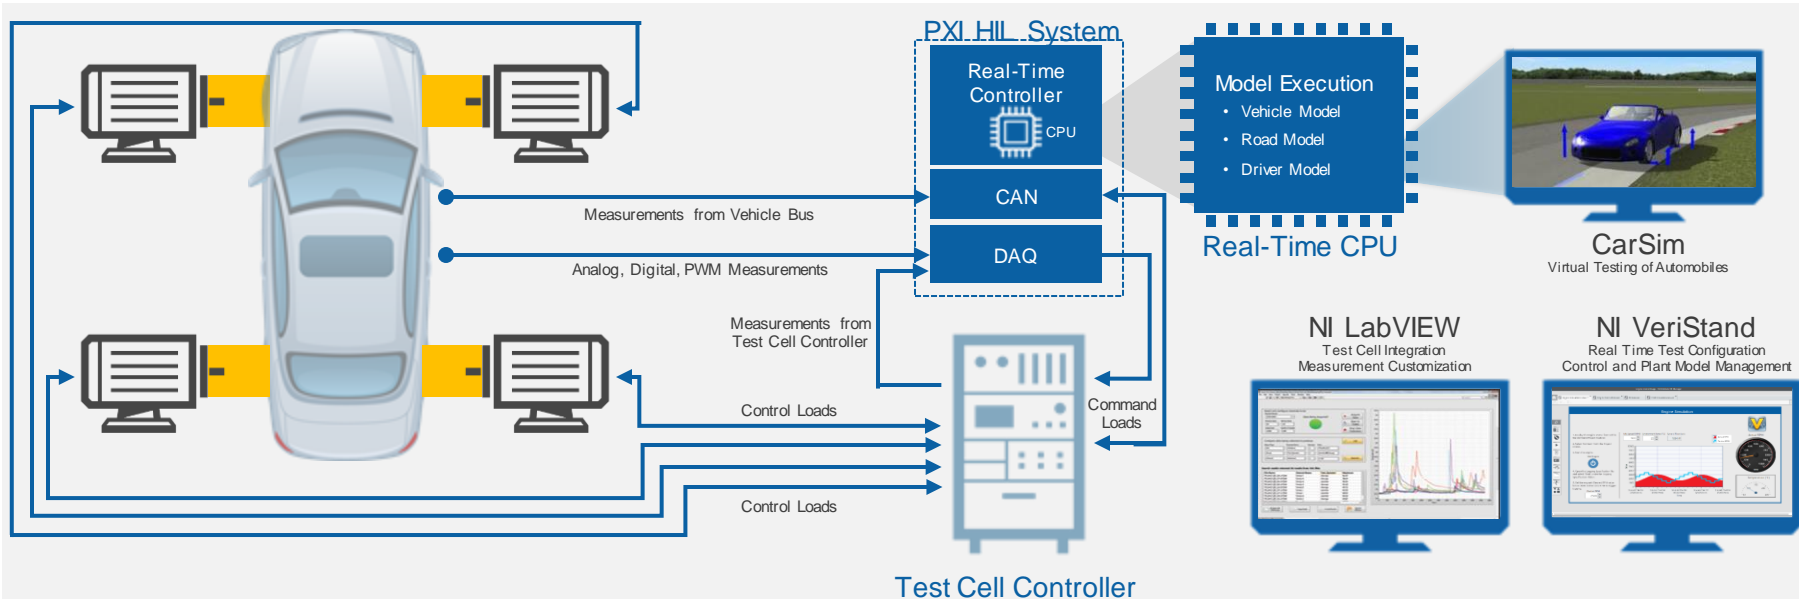 PXI HIL System
Real-Time
Controller
CPU
CAN
DAQ
Model Execution
• Vehicle Model
• Road Model
• Driver Model
Real-Time CPU
CarSim
Virtual Testing of Automobiles
Measurements from Vehicle Bus
Analog, Digital, PWM Measurements
Measurements from
Test Cell Controller
Control Loads
Control Loads
Command
Loads
Test Cell Controller
NI LabVIEW
Test Cell Integration
Measurement Customization
NI VeriStand
Real Time Test Configuration
Control and Plant Model Management